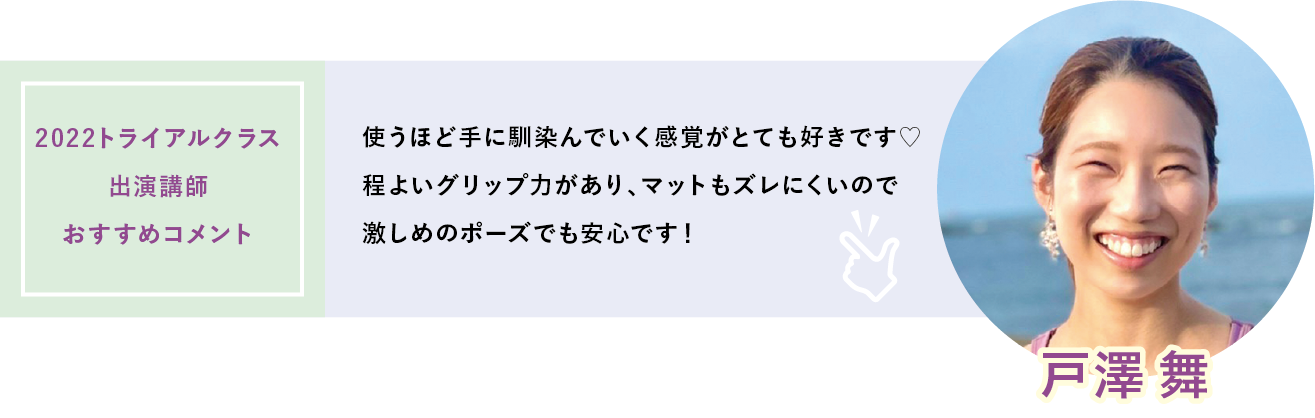 2022トライアルクラス
出演講師
おすすめコメント
使うほど手に馴染んでいく感覚がとても好きです♡
程よいグリップ力があり、マットもズレにくいので
激しめのポーズでも安心です！
戸澤 舞